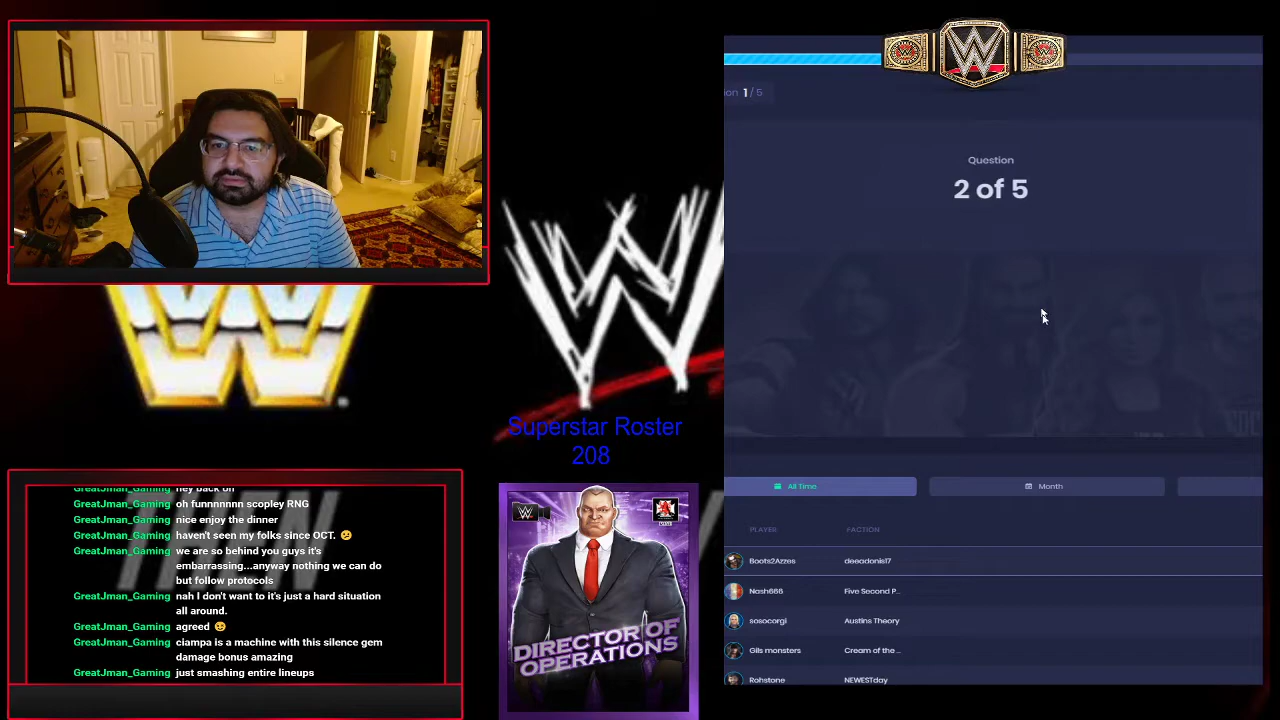 ion 1 / 5
Question
2 of 5
Superstar Roster
208
All Time
Month
PLAYER FACTION
Boots2Azzes deeadonis17
Nash666 Five Second P...
sosocorgi Austins Theory
Gils monsters Cream of the ...
Rohstone NEWESTday
GreatJman_Gaming hey back on
GreatJman_Gaming oh funnnnnnn scopley RNG
GreatJman_Gaming nice enjoy the dinner
GreatJman_Gaming haven't seen my folks since OCT. 😕
GreatJman_Gaming we are so behind you guys it's
embarrassing...anyway nothing we can do
but follow protocols
GreatJman_Gaming nah I don't want to it's just a hard situation
all around.
GreatJman_Gaming agreed 😉
GreatJman_Gaming ciampa is a machine with this silence gem
damage bonus amazing
GreatJman_Gaming just smashing entire lineups
DIRECTOR OF
OPERATIONS